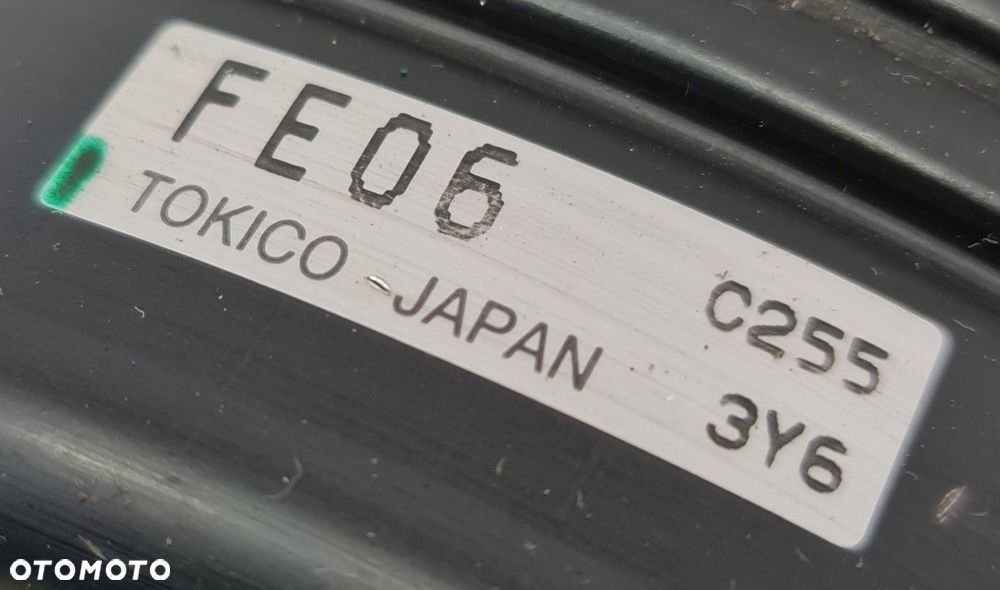 FE06
TOKICO - JAPAN
C255
3Y6
OTOMOTO